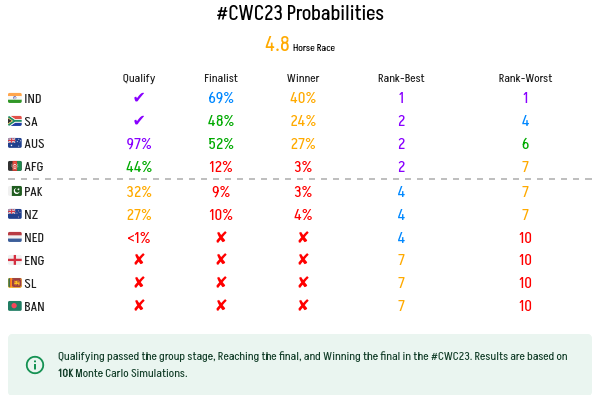 #CWC23 Probabilities
4.8 Horse Race
Qualify Finalist Winner Rank-Best Rank-Worst
IND ✔ 69% 40% 1 1
SA ✔ 48% 24% 2 4
AUS 97% 52% 27% 2 6
AFG 44% 12% 3% 2 7
PAK 32% 9% 3% 4 7
NZ 27% 10% 4% 4 7
NED <1% ✘ ✘ 4 10
ENG ✘ ✘ ✘ 7 10
SL ✘ ✘ ✘ 7 10
BAN ✘ ✘ ✘ 7 10
Qualifying passed the group stage, Reaching the final, and Winning the final in the #CWC23. Results are based on
10K Monte Carlo Simulations.